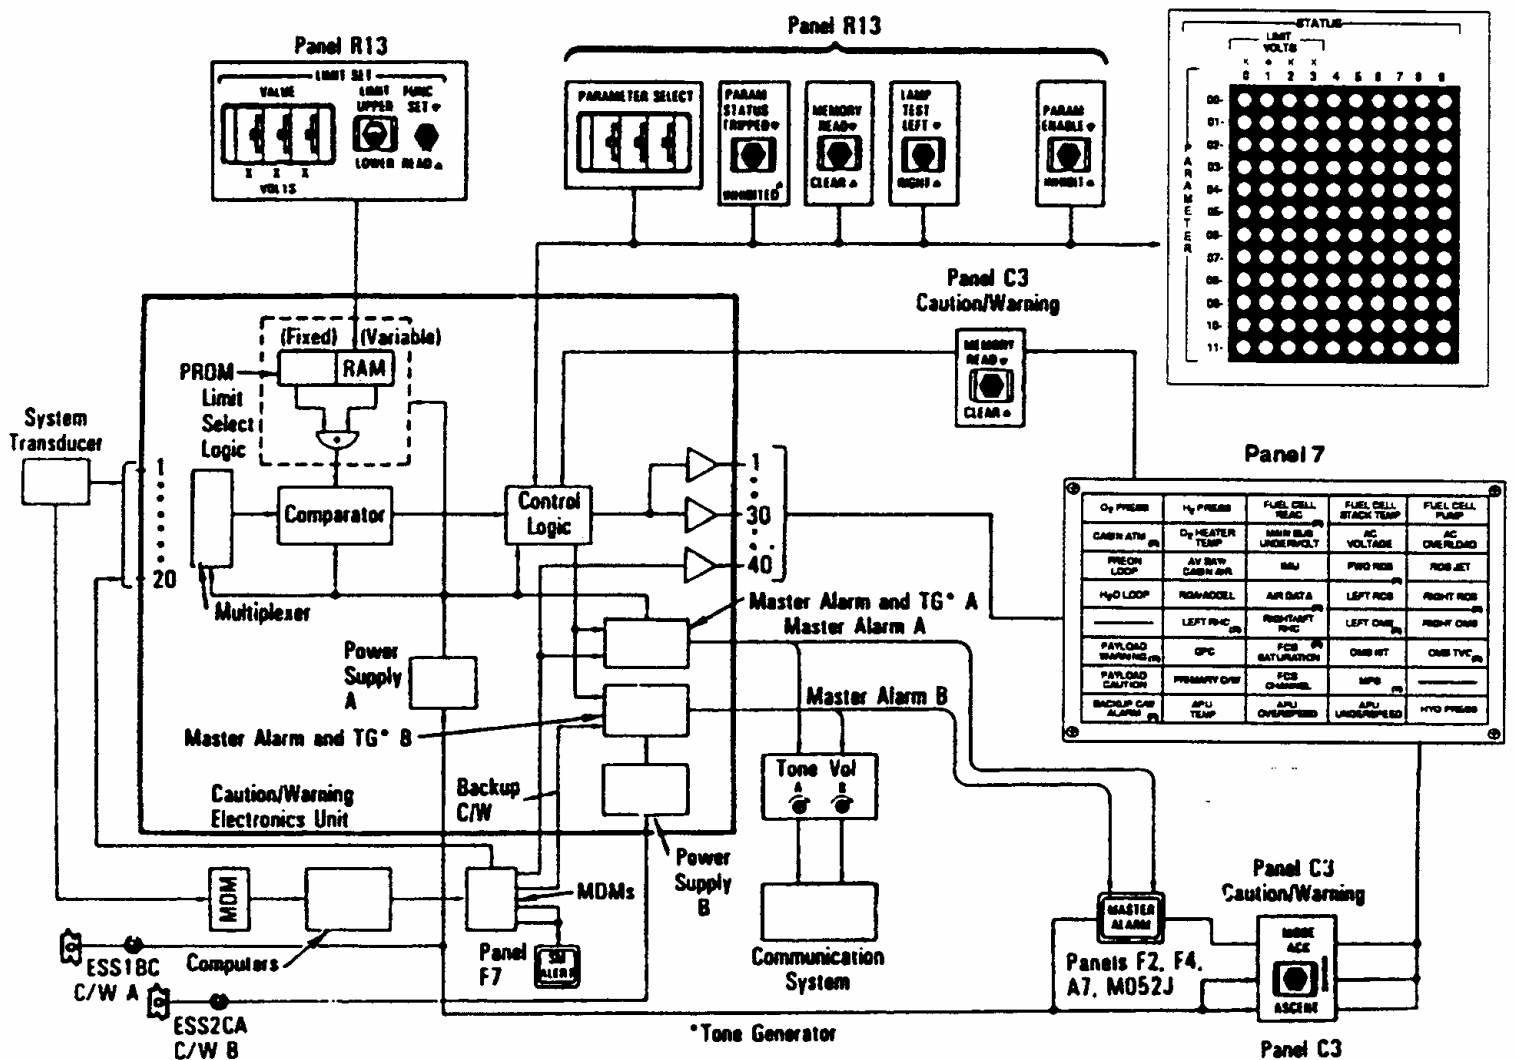 Panel R13
LIMIT SET
VALUE
LIMIT
UPPER
FUNC
SET
LOWER
READ
X X X
VOLTS
Panel R13
PARAMETER SELECT
PARAM
STATUS
TRIPPED
INHIBITED
MEMORY
READ
CLEAR
LAMP
TEST
LEFT
RIGHT
PARAM
ENABLE
INHIBIT
STATUS
LIMIT
VOLTS
0 1 2 3 4 5 6 7 8 9
PARAMETER
00-
01-
02-
03-
04-
05-
06-
07-
08-
09-
10-
11-
Panel C3
Caution/Warning
MEMORY
READ
CLEAR
(Fixed) (Variable)
RAM
PROM
Limit
Select
Logic
System
Transducer
1
20
Comparator
Control
Logic
1
30
40
Multiplexer
Master Alarm and TG* A
Master Alarm A
Power
Supply
A
Master Alarm B
Master Alarm and TG* B
Caution/Warning
Electronics Unit
Backup
C/W
Tone Vol
A B
Power
Supply
B
MDM
MDMs
Computers
Panel
F7
SM
ALERT
Communication
System
ESS1BC
C/W A
ESS2CA
C/W B
*Tone Generator
Panel 7
O2 PRESS
H2 PRESS
FUEL CELL
REAC
FUEL CELL
STACK TEMP
FUEL CELL
PUMP
CABIN ATM
O2 HEATER
TEMP
MAIN BUS
UNDERVOLT
AC
VOLTAGE
AC
OVERLOAD
FREON
LOOP
AV BAY/
CABIN AIR
IMU
FWD RCS
RCS JET
H2O LOOP
RGA/ACCEL
AIR DATA
LEFT RCS
RIGHT RCS
LEFT RHC
RIGHT/AFT
RHC
LEFT OMS
RIGHT OMS
PAYLOAD
WARNING
GPC
FCS
SATURATION
OMS KIT
OMS TVC
PAYLOAD
CAUTION
PRIMARY C/W
FCS
CHANNEL
MPS
BACKUP C/W
ALARM
APU
TEMP
APU
OVERSPEED
APU
UNDERSPEED
HYD PRESS
MASTER
ALARM
Panels F2, F4,
A7, M052J
Panel C3
Caution/Warning
MODE
ACK
ASCENT
Panel C3